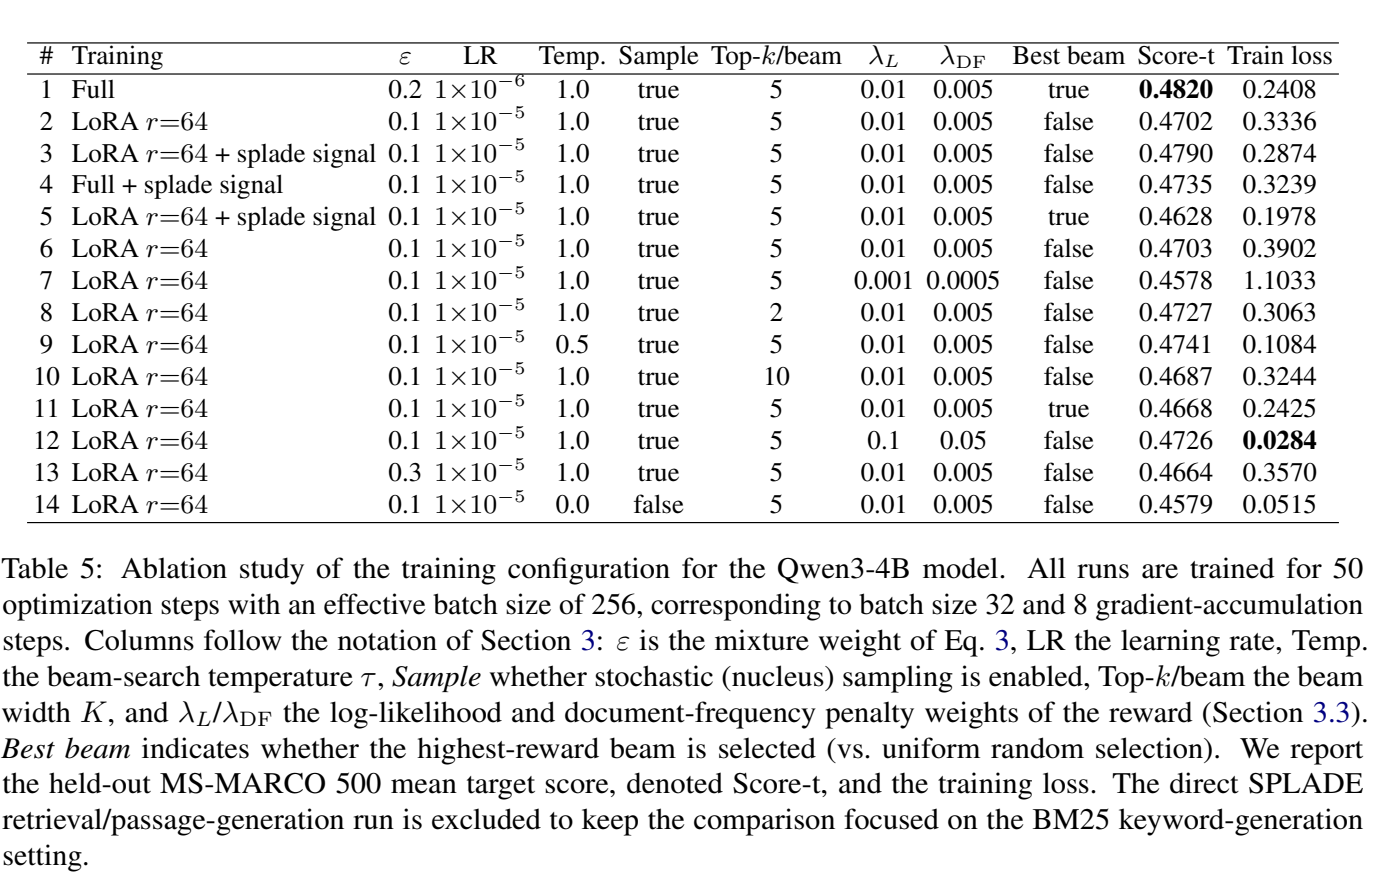 # Training ε LR Temp. Sample Top-k/beam λL λDF Best beam Score-t Train loss
1 Full 0.2 1×10⁻⁶ 1.0 true 5 0.01 0.005 true 0.4820 0.2408
2 LoRA r=64 0.1 1×10⁻⁵ 1.0 true 5 0.01 0.005 false 0.4702 0.3336
3 LoRA r=64 + splade signal 0.1 1×10⁻⁵ 1.0 true 5 0.01 0.005 false 0.4790 0.2874
4 Full + splade signal 0.1 1×10⁻⁵ 1.0 true 5 0.01 0.005 false 0.4735 0.3239
5 LoRA r=64 + splade signal 0.1 1×10⁻⁵ 1.0 true 5 0.01 0.005 true 0.4628 0.1978
6 LoRA r=64 0.1 1×10⁻⁵ 1.0 true 5 0.01 0.005 false 0.4703 0.3902
7 LoRA r=64 0.1 1×10⁻⁵ 1.0 true 5 0.001 0.0005 false 0.4578 1.1033
8 LoRA r=64 0.1 1×10⁻⁵ 1.0 true 2 0.01 0.005 false 0.4727 0.3063
9 LoRA r=64 0.1 1×10⁻⁵ 0.5 true 5 0.01 0.005 false 0.4741 0.1084
10 LoRA r=64 0.1 1×10⁻⁵ 1.0 true 10 0.01 0.005 false 0.4687 0.3244
11 LoRA r=64 0.1 1×10⁻⁵ 1.0 true 5 0.01 0.005 true 0.4668 0.2425
12 LoRA r=64 0.1 1×10⁻⁵ 1.0 true 5 0.1 0.05 false 0.4726 0.0284
13 LoRA r=64 0.3 1×10⁻⁵ 1.0 true 5 0.01 0.005 false 0.4664 0.3570
14 LoRA r=64 0.1 1×10⁻⁵ 0.0 false 5 0.01 0.005 false 0.4579 0.0515
Table 5: Ablation study of the training configuration for the Qwen3-4B model. All runs are trained for 50
optimization steps with an effective batch size of 256, corresponding to batch size 32 and 8 gradient-accumulation
steps. Columns follow the notation of Section 3: ε is the mixture weight of Eq. 3, LR the learning rate, Temp.
the beam-search temperature τ, Sample whether stochastic (nucleus) sampling is enabled, Top-k/beam the beam
width K, and λL/λDF the log-likelihood and document-frequency penalty weights of the reward (Section 3.3).
Best beam indicates whether the highest-reward beam is selected (vs. uniform random selection). We report
the held-out MS-MARCO 500 mean target score, denoted Score-t, and the training loss. The direct SPLADE
retrieval/passage-generation run is excluded to keep the comparison focused on the BM25 keyword-generation
setting.